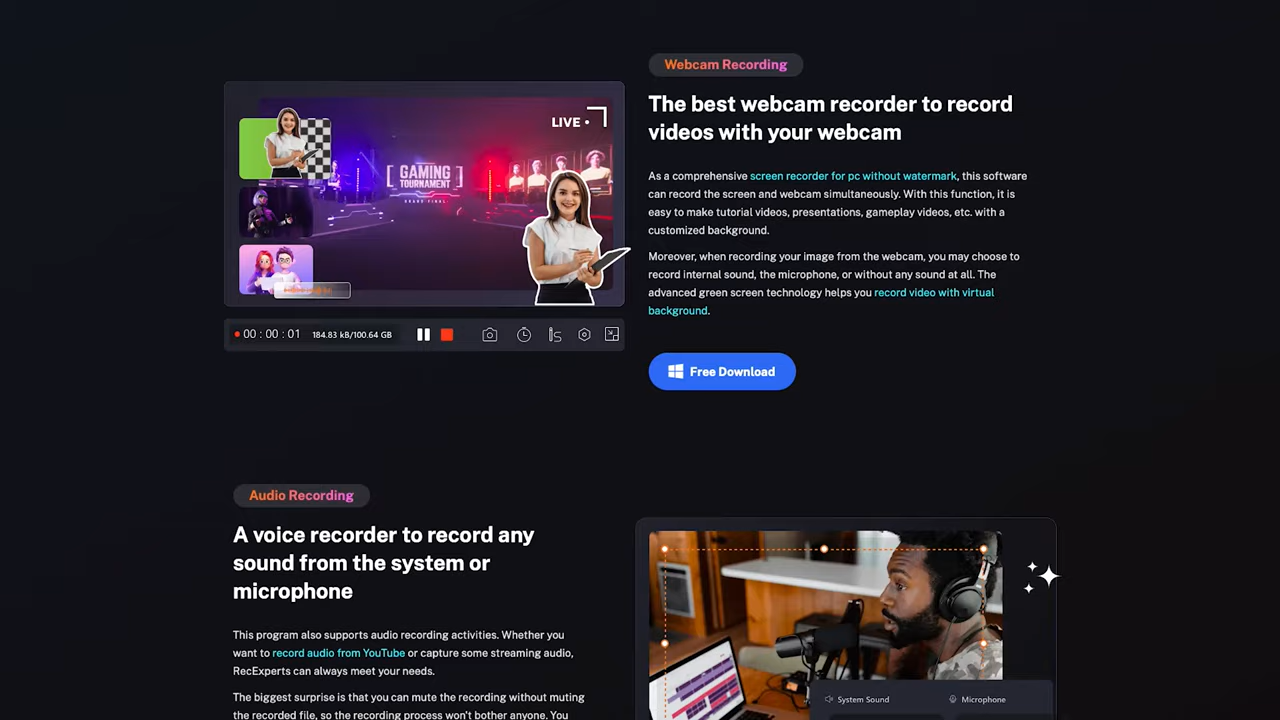 Webcam Recording
The best webcam recorder to record
videos with your webcam
As a comprehensive screen recorder for pc without watermark, this software
can record the screen and webcam simultaneously. With this function, it is
easy to make tutorial videos, presentations, gameplay videos, etc. with a
customized background.
Moreover, when recording your image from the webcam, you may choose to
record internal sound, the microphone, or without any sound at all. The
advanced green screen technology helps you record video with virtual
background.
Free Download
LIVE
GAMING
TOURNAMENT
GRAND FINAL
00 : 00 : 01 184.83 kB/100.64 GB
Audio Recording
A voice recorder to record any
sound from the system or
microphone
This program also supports audio recording activities. Whether you
want to record audio from YouTube or capture some streaming audio,
RecExperts can always meet your needs.
The biggest surprise is that you can mute the recording without muting
the recorded file, so the recording process won't bother anyone. You
System Sound Microphone